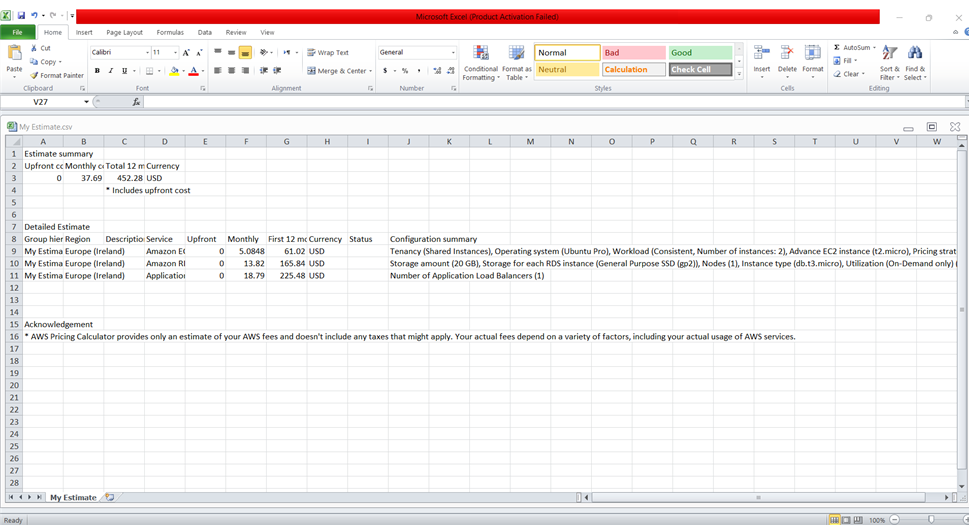 Microsoft Excel (Product Activation Failed)
File Home Insert Page Layout Formulas Data Review View
Paste
Cut
Copy
Format Painter
Clipboard
Calibri 11
B I U
Font
Wrap Text
Merge & Center
Alignment
General
$ % ,
Number
Conditional Formatting
Format as Table
Normal Bad Good
Neutral Calculation Check Cell
Styles
Insert Delete Format
Cells
AutoSum
Fill
Clear
Sort & Filter
Find & Select
Editing
V27 fx
My Estimate.csv
A B C D E F G H I J K L M N O P Q R S T U V W
1 Estimate summary
2 Upfront cc Monthly cc Total 12 m Currency
3 0 37.69 452.28 USD
4 * Includes upfront cost
5
6
7 Detailed Estimate
8 Group hier Region Description Service Upfront Monthly First 12 mo Currency Status Configuration summary
9 My Estima Europe (Ireland) Amazon EC 0 5.0848 61.02 USD Tenancy (Shared Instances), Operating system (Ubuntu Pro), Workload (Consistent, Number of instances: 2), Advance EC2 instance (t2.micro), Pricing strat
10 My Estima Europe (Ireland) Amazon RI 0 13.82 165.84 USD Storage amount (20 GB), Storage for each RDS instance (General Purpose SSD (gp2)), Nodes (1), Instance type (db.t3.micro), Utilization (On-Demand only) (
11 My Estima Europe (Ireland) Application 0 18.79 225.48 USD Number of Application Load Balancers (1)
12
13
14
15 Acknowledgement
16 * AWS Pricing Calculator provides only an estimate of your AWS fees and doesn't include any taxes that might apply. Your actual fees depend on a variety of factors, including your actual usage of AWS services.
17
18
19
20
21
22
23
24
25
26
27
28
My Estimate
Ready 100%